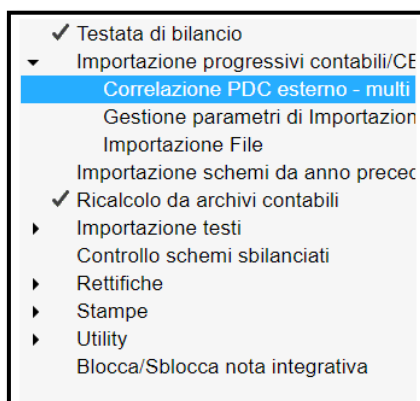 Testata di bilancio
Importazione progressivi contabili/CE
Correlazione PDC esterno - multi
Gestione parametri di Importazion
Importazione File
Importazione schemi da anno preced
Ricalcolo da archivi contabili
Importazione testi
Controllo schemi sbilanciati
Rettifiche
Stampe
Utility
Blocca/Sblocca nota integrativa